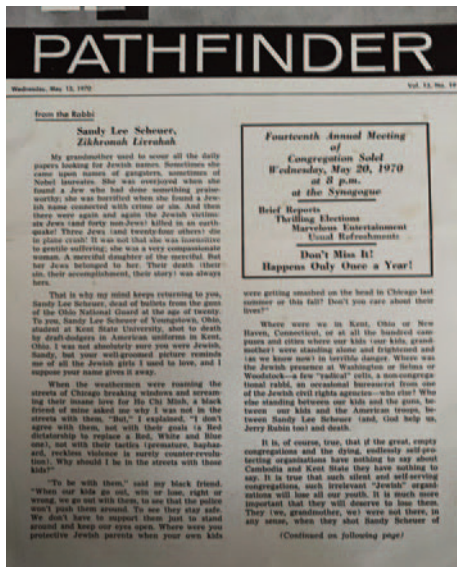 PATHFINDER
Wednesday, May 13, 1970
Vol. 13, No. 14
from the Rabbi
Sandy Lee Scheuer,
Zikhronah Livrahah
My grandmother used to scour all the daily
papers looking for Jewish names. Sometimes she
came upon names of gangsters, sometimes of
Nobel laureates. She was overjoyed when she
found a Jew who had done something praise-
worthy; she was horrified when she found a Jew-
ish name connected with crime or sin. And then
there were again and again the Jewish victims:
six Jews (and forty non-Jews) killed in an earth-
quake! Three Jews (and twenty-four others) die
in plane crash! It was not that she was insensitive
to gentile suffering; she was a very compassionate
woman. A merciful daughter of the merciful. But
her Jews belonged to her. Their death (their
sin, their accomplishment, their story) was always
hers.
That is why my mind keeps returning to you,
Sandy Lee Scheuer, dead of bullets from the guns
of the Ohio National Guard at the age of twenty.
To you, Sandy Lee Scheuer of Youngstown, Ohio,
student at Kent State University, shot to death
by draft-dodgers in American uniforms in Kent,
Ohio. I was not absolutely sure you were Jewish,
Sandy, but your well-groomed picture reminds
me of all the Jewish girls I used to love, and I
suppose your name gives it away.
When the weathermen were roaming the
streets of Chicago breaking windows and scream-
ing their insane love for Ho Chi Minh, a black
friend of mine asked me why I was not in the
streets with them. "But," I explained, "I don't
agree with them, not with their goals (a Red
dictatorship to replace a Red, White and Blue
one), but not with their tactics (premature, haphaz-
ard, reckless violence is surely counter-revolu-
tion). Why should I be in the streets with those
kids?"
"To be with them," said my black friend.
"When our kids go out, win or lose, right or
wrong, we go out with them, to see that the police
won't push them around. To see they stay safe.
We don't have to support them just to stand
around and keep our eyes open. Where were you
protective Jewish parents when your own kids
Fourteenth Annual Meeting
of
Congregation Solel
Wednesday, May 20, 1970
at 8 p.m.
at the Synagogue
Brief Reports
Thrilling Elections
Marvelous Entertainment
Usual Refreshments
Don't Miss It!
Happens Only Once a Year!
were getting smashed on the head in Chicago last
summer or this fall? Don't you care about their
lives?"
Where were we in Kent, Ohio or New
Haven, Connecticut, or at all the hundred cam-
puses and cities where our kids (our kids, grand-
mother) were standing alone and frightened and
(as we know now) in terrible danger. Where was
the Jewish presence at Washington or Selma or
Woodstock—a few "radical" cells, a non-congrega-
tional rabbi, an occasional bureaucrat from one
of the Jewish civil rights agencies—who else? Who
else standing between our kids and the guns, be-
tween our kids and the American troops, be-
tween Sandy Lee Scheuer (and, God help us,
Jerry Rubin too) and death.
It is, of course, true, that if the great, empty
congregations and the dying, endlessly self-pro-
tecting organizations have nothing to say about
Cambodia and Kent State they have nothing to
say. It is true that such silent and self-serving
congregations, such irrelevant "Jewish" organi-
zations will lose all our youth. It is much more
important that they will deserve to lose them.
They (we, grandmother, we) were not there, in
any sense, when they shot Sandy Scheuer of
(Continued on following page)